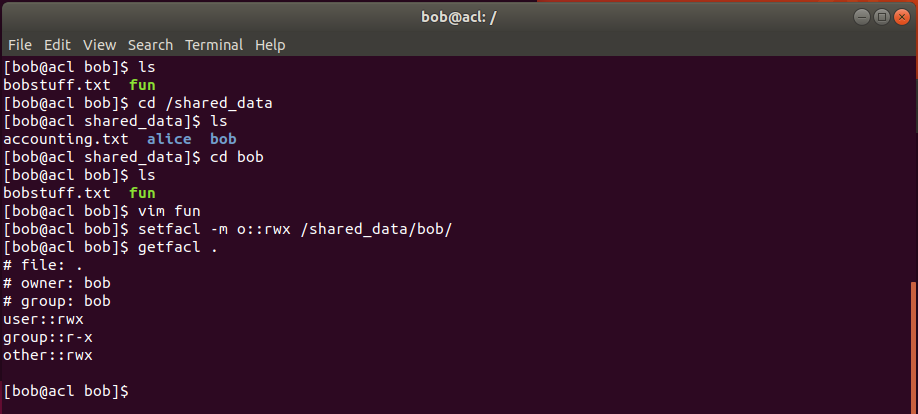 bob@acl: /
File Edit View Search Terminal Help
[bob@acl bob]$ ls
bobstuff.txt  fun
[bob@acl bob]$ cd /shared_data
[bob@acl shared_data]$ ls
accounting.txt  alice  bob
[bob@acl shared_data]$ cd bob
[bob@acl bob]$ ls
bobstuff.txt  fun
[bob@acl bob]$ vim fun
[bob@acl bob]$ setfacl -m o::rwx /shared_data/bob/
[bob@acl bob]$ getfacl .
# file: .
# owner: bob
# group: bob
user::rwx
group::r-x
other::rwx
[bob@acl bob]$